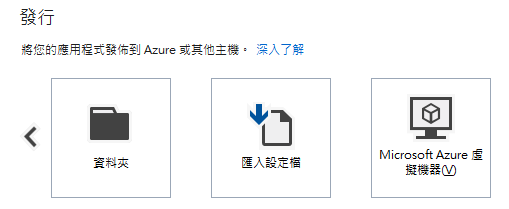 發行
將您的應用程式發佈到 Azure 或其他主機。 深入了解
資料夾
匯入設定檔
Microsoft Azure 虛
擬機器(V)